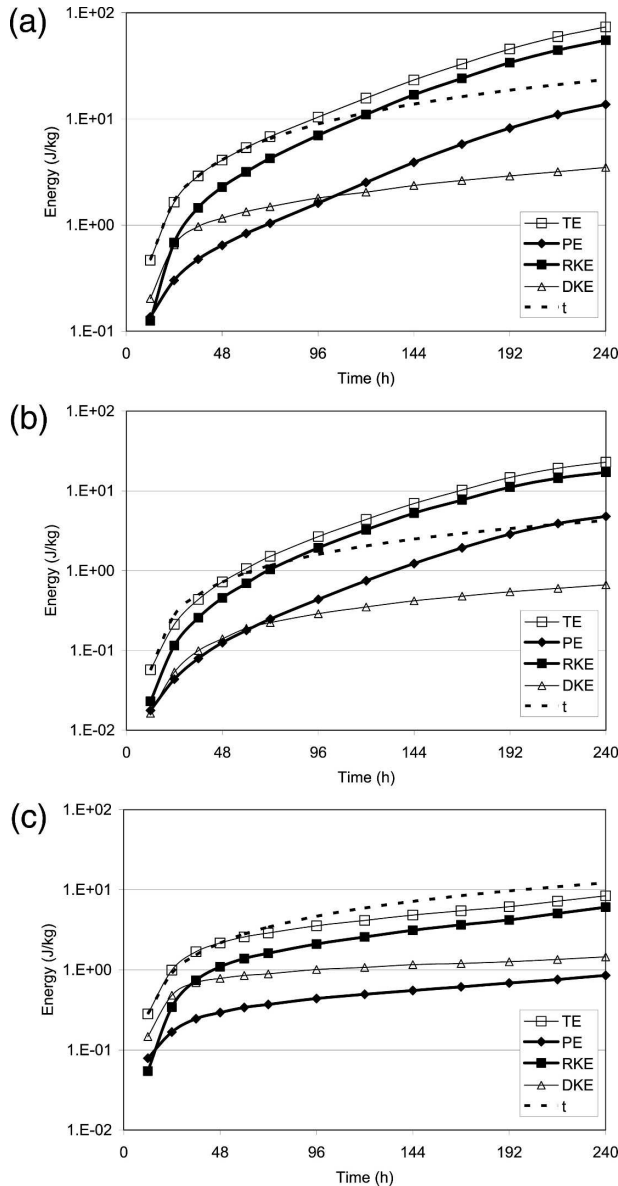 (a)
1.E+02
1.E+01
1.E+00
1.E-01
Energy (J/kg)
0 48 96 144 192 240
Time (h)
TE
PE
RKE
DKE
t
(b)
1.E+02
1.E+01
1.E+00
1.E-01
1.E-02
Energy (J/kg)
0 48 96 144 192 240
Time (h)
TE
PE
RKE
DKE
t
(c)
1.E+02
1.E+01
1.E+00
1.E-01
1.E-02
Energy (J/kg)
0 48 96 144 192 240
Time (h)
TE
PE
RKE
DKE
t